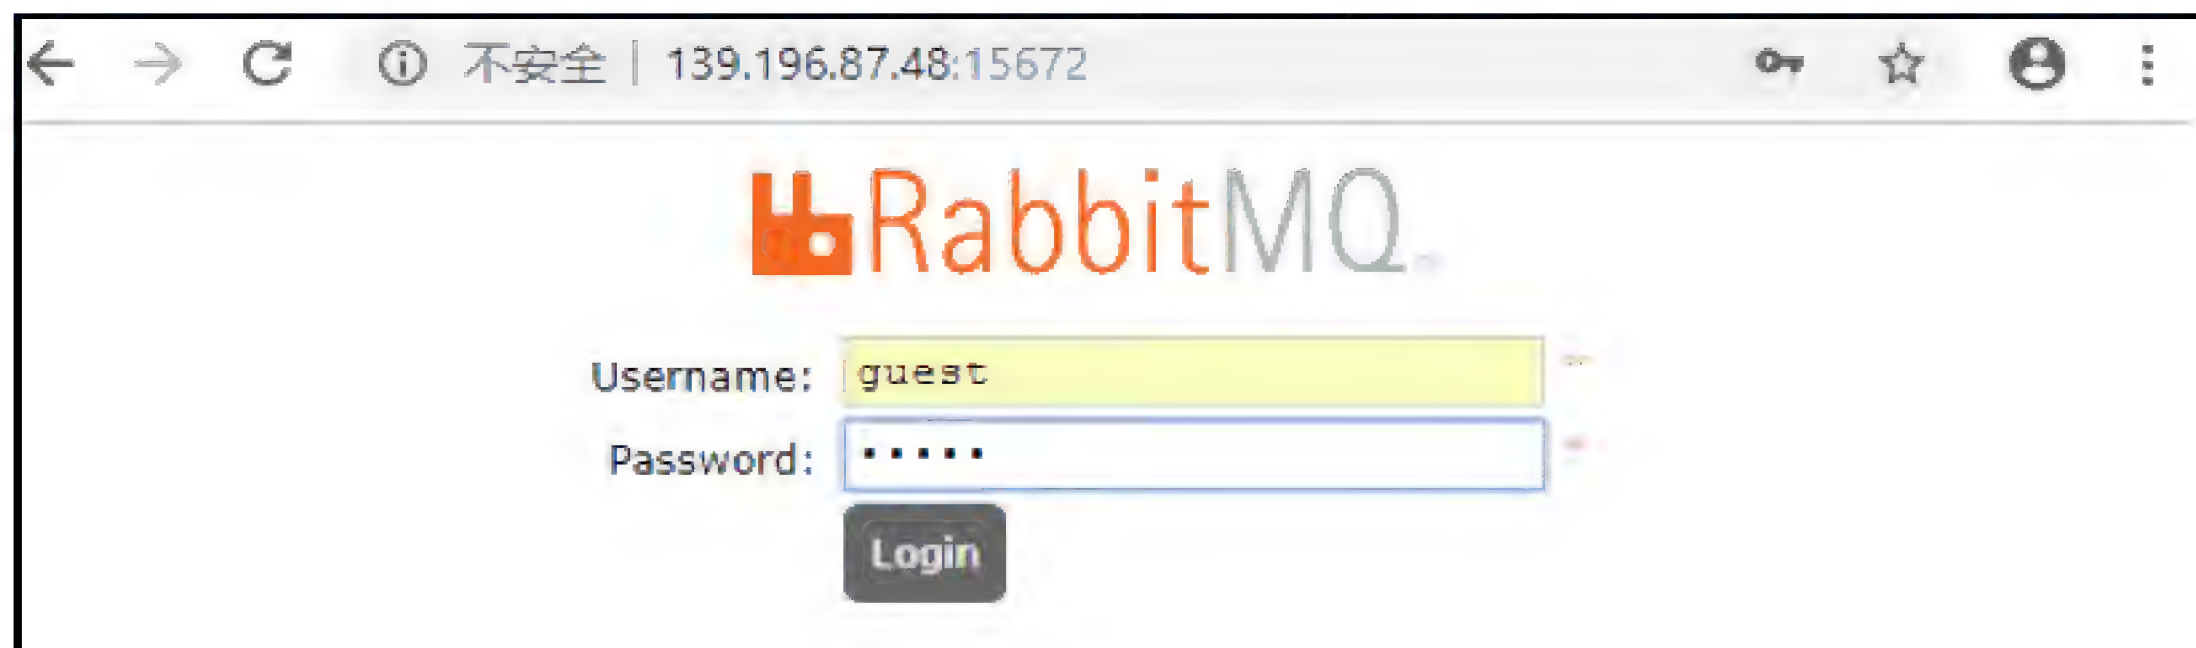 不安全 | 139.196.87.48:15672
RabbitMQ
Username: guest
Password: •••••
Login